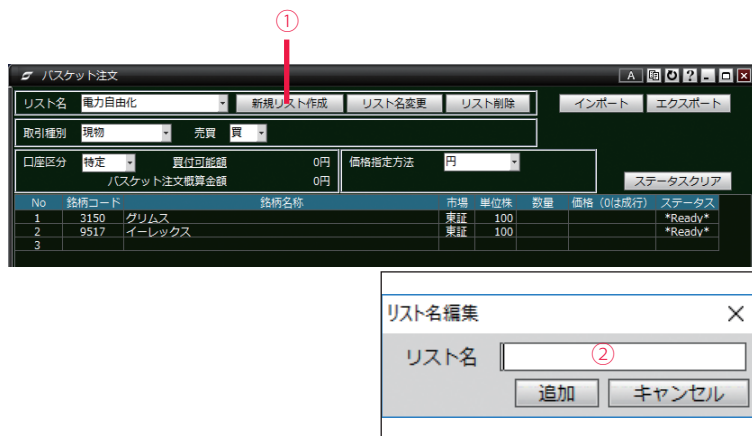 ①
バスケット注文 A ?
リスト名 電力自由化 新規リスト作成 リスト名変更 リスト削除 インポート エクスポート
取引種別 現物 売買 買
口座区分 特定 買付可能額 0円 価格指定方法 円
バスケット注文概算金額 0円 ステータスクリア
No 銘柄コード 銘柄名称 市場 単位株 数量 価格（0は成行） ステータス
1 3150 グリムス 東証 100 *Ready*
2 9517 イーレックス 東証 100 *Ready*
3
リスト名編集
リスト名 ②
追加 キャンセル